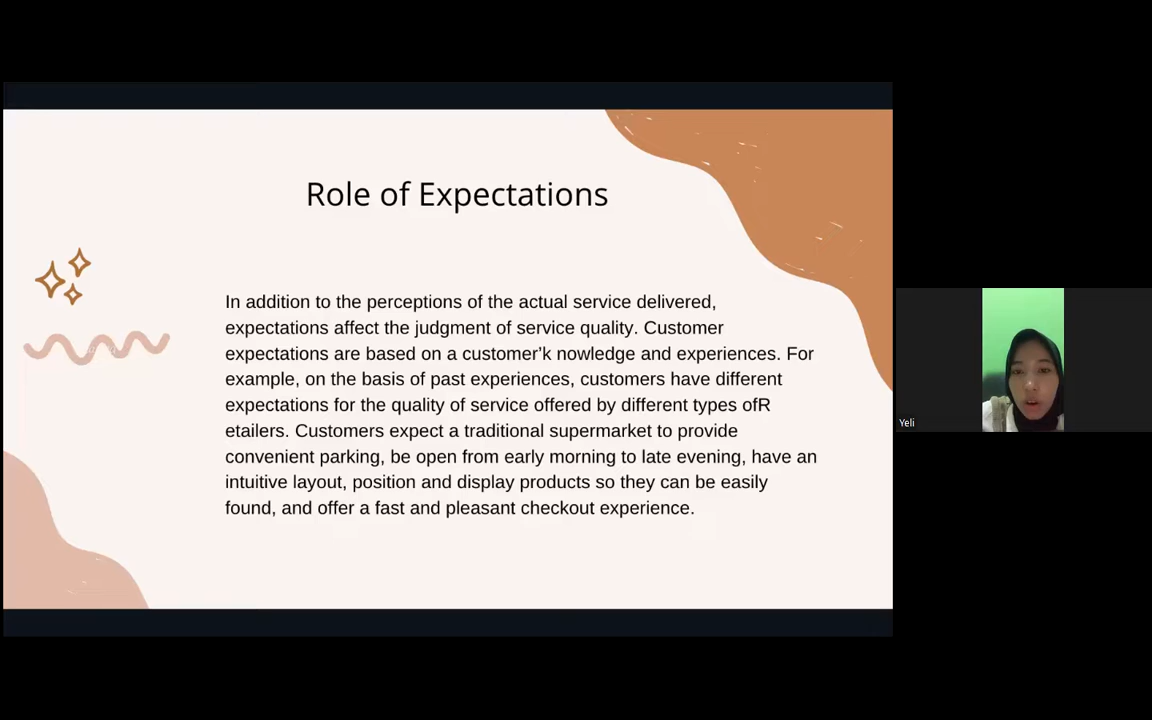 Role of Expectations
In addition to the perceptions of the actual service delivered,
expectations affect the judgment of service quality. Customer
expectations are based on a customer'k nowledge and experiences. For
example, on the basis of past experiences, customers have different
expectations for the quality of service offered by different types ofR
etailers. Customers expect a traditional supermarket to provide
convenient parking, be open from early morning to late evening, have an
intuitive layout, position and display products so they can be easily
found, and offer a fast and pleasant checkout experience.
Yeli